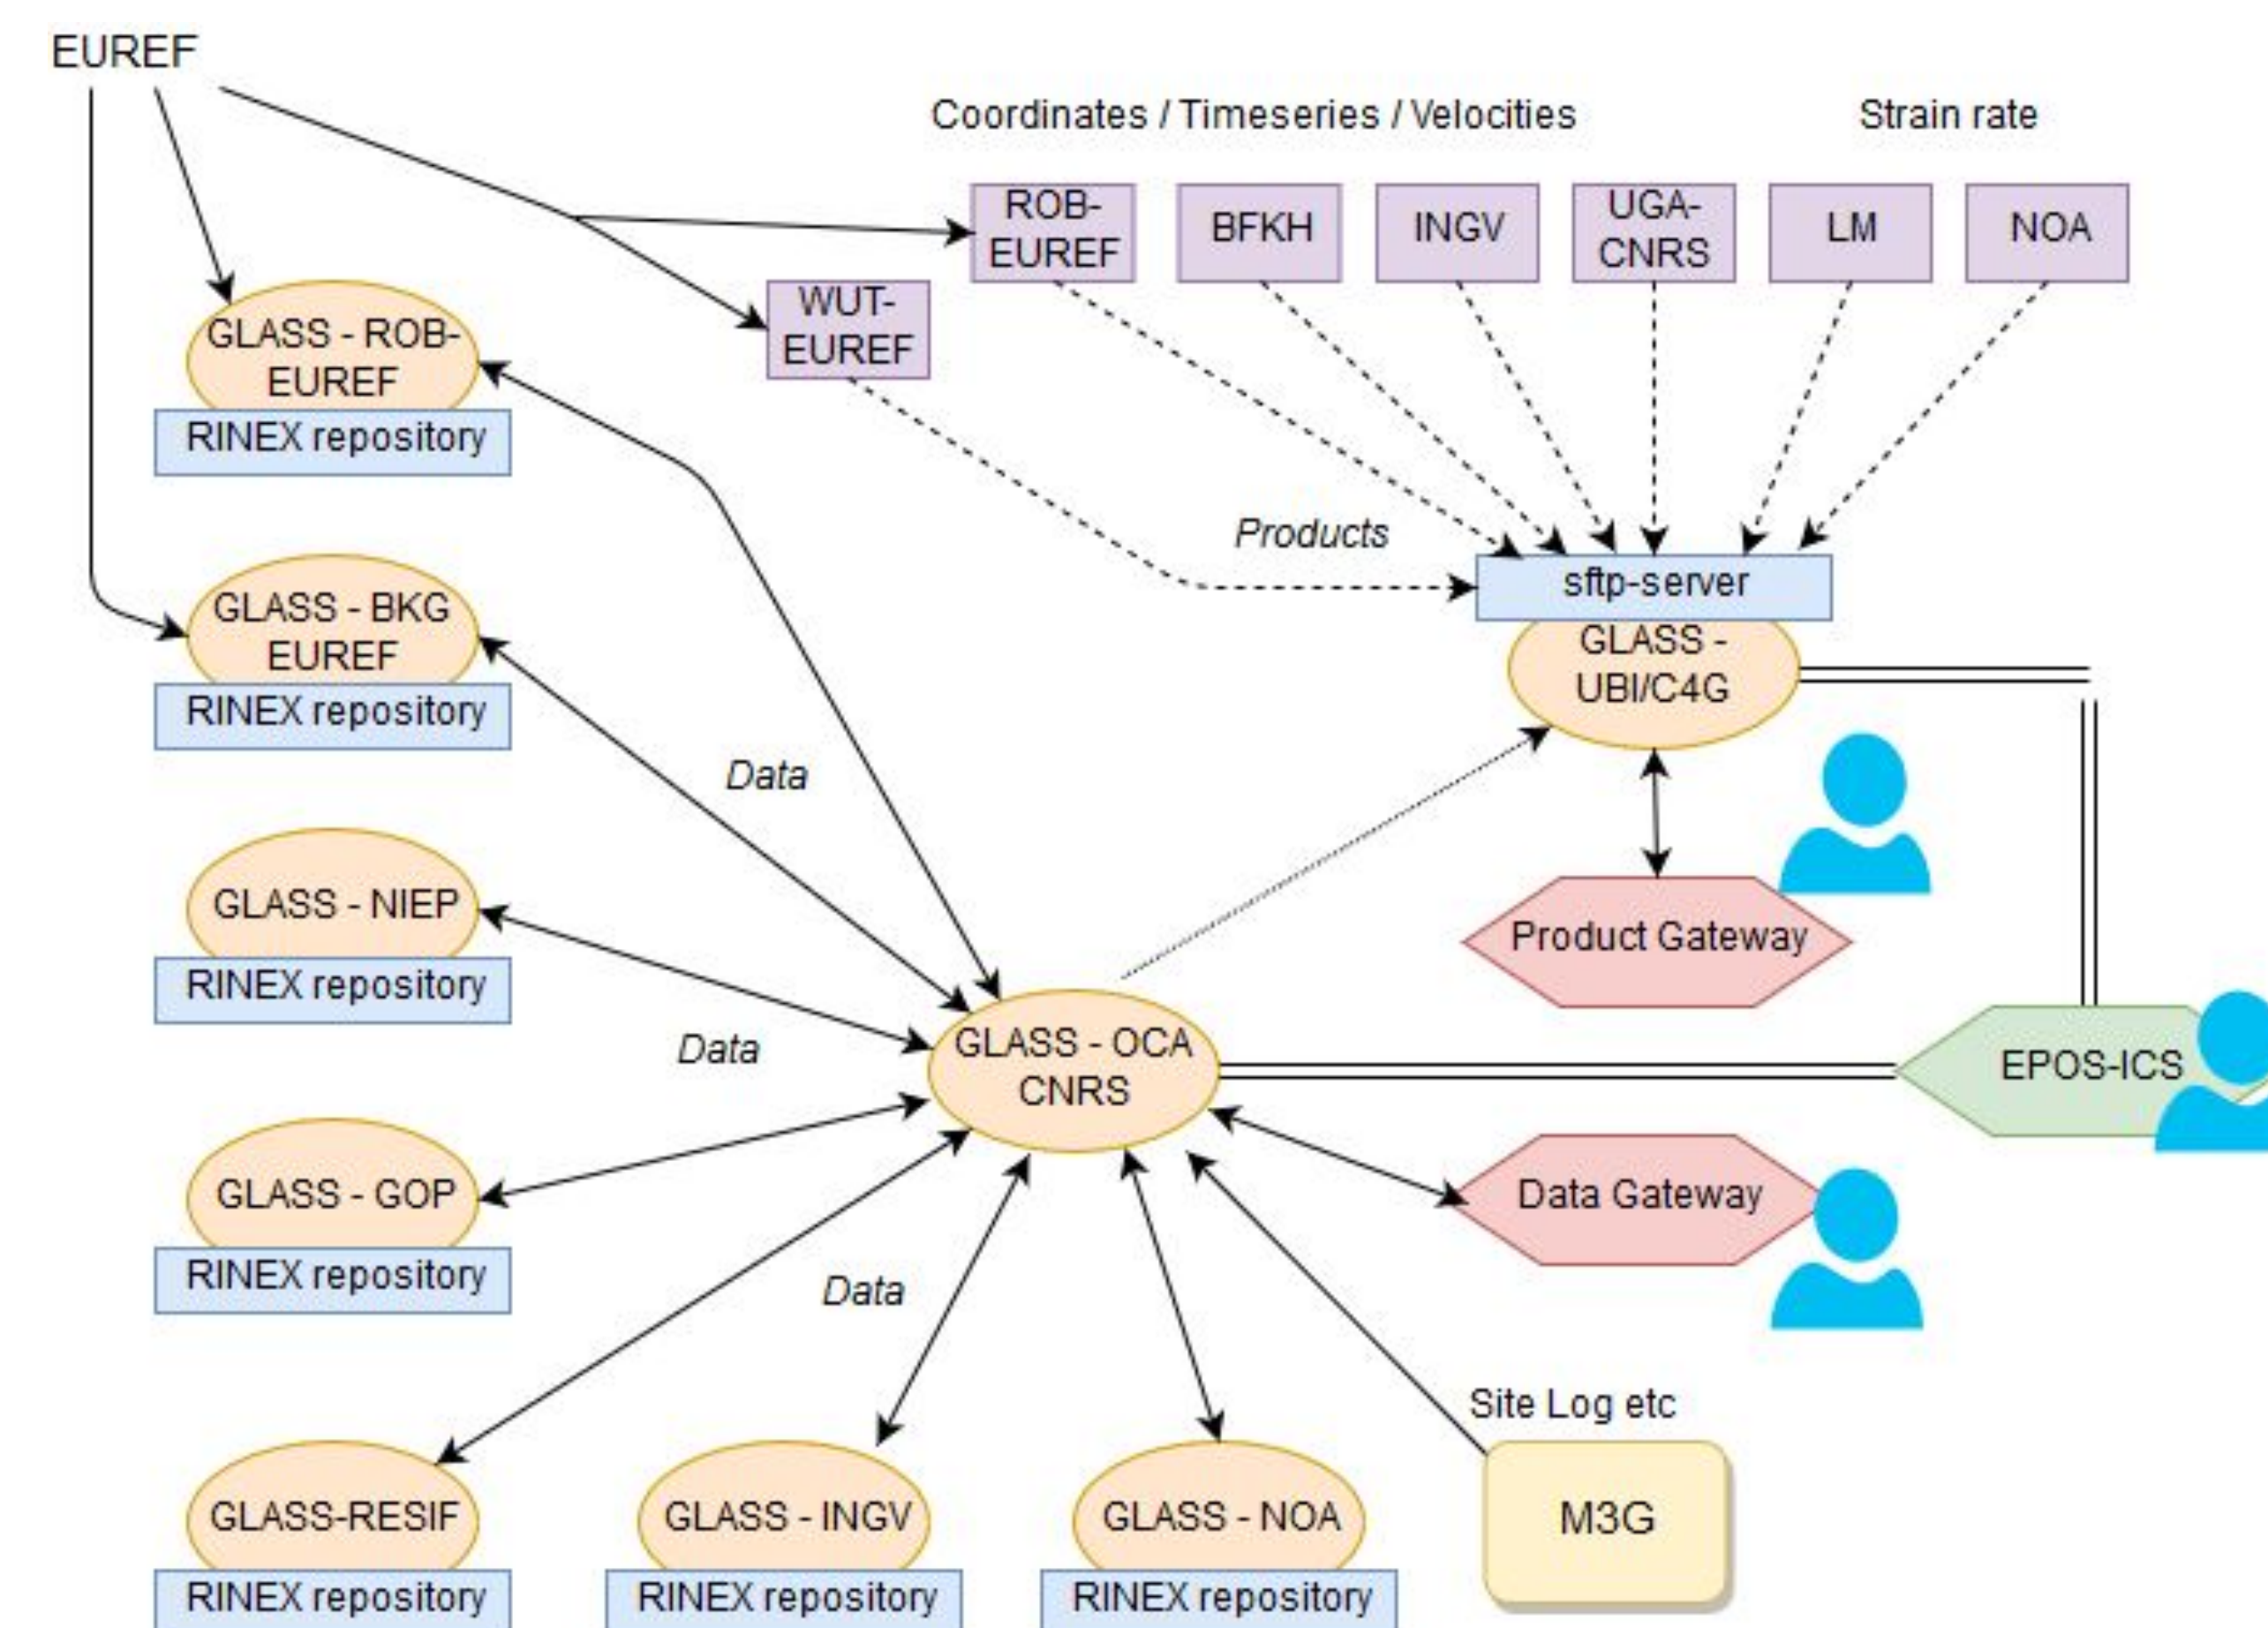 EUREF
Coordinates / Timeseries / Velocities
Strain rate
ROB-
EUREF
BFKH
INGV
UGA-
CNRS
LM
NOA
WUT-
EUREF
GLASS - ROB-
EUREF
RINEX repository
Products
sftp-server
GLASS -
UBI/C4G
GLASS - BKG
EUREF
RINEX repository
Data
GLASS - NIEP
RINEX repository
Product Gateway
Data
GLASS - OCA
CNRS
EPOS-ICS
GLASS - GOP
RINEX repository
Data Gateway
Data
Site Log etc
GLASS-RESIF
RINEX repository
GLASS - INGV
RINEX repository
GLASS - NOA
RINEX repository
M3G